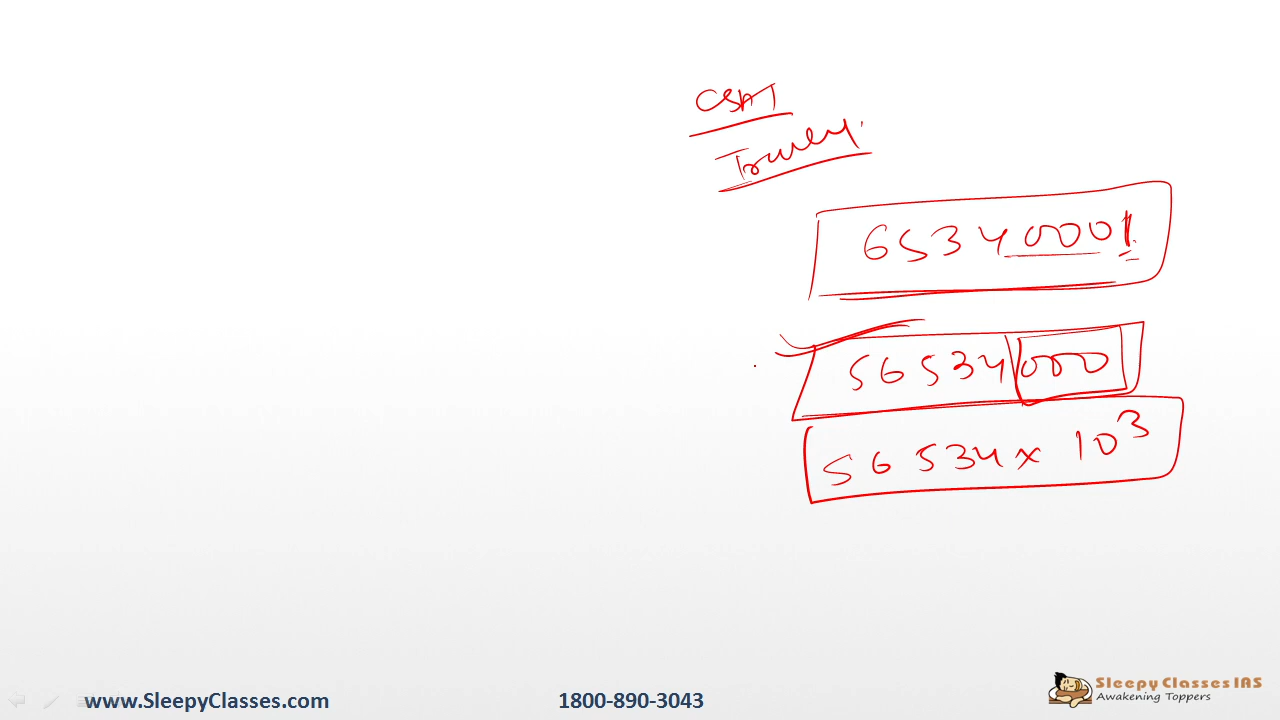 CSAT
65340001
56534000
56534 x 10³
www.SleepyClasses.com
1800-890-3043
Sleepy Classes IAS
Awakening Toppers